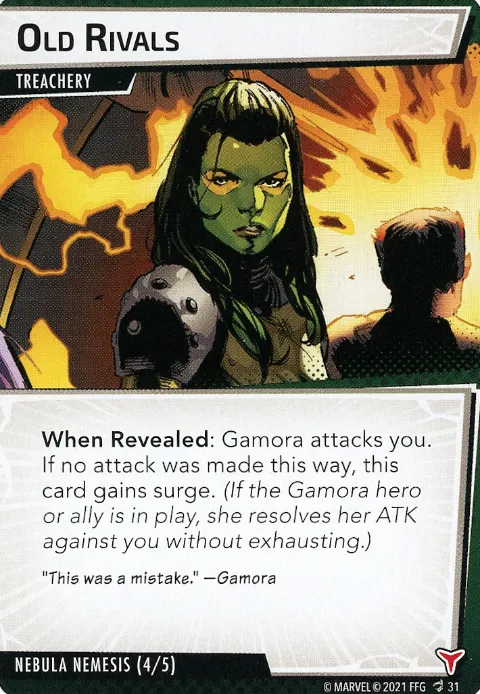 OLD RIVALS
TREACHERY
When Revealed: Gamora attacks you.
If no attack was made this way, this
card gains surge. (If the Gamora hero
or ally is in play, she resolves her ATK
against you without exhausting.)
"This was a mistake." —Gamora
NEBULA NEMESIS (4/5)
© MARVEL © 2021 FFG 31